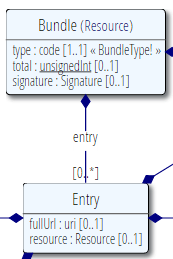 Bundle (Resource)
type : code [1..1] « BundleType! »
total : unsignedInt [0..1]
signature : Signature [0..1]
entry
[0..*]
Entry
fullUrl : uri [0..1]
resource : Resource [0..1]